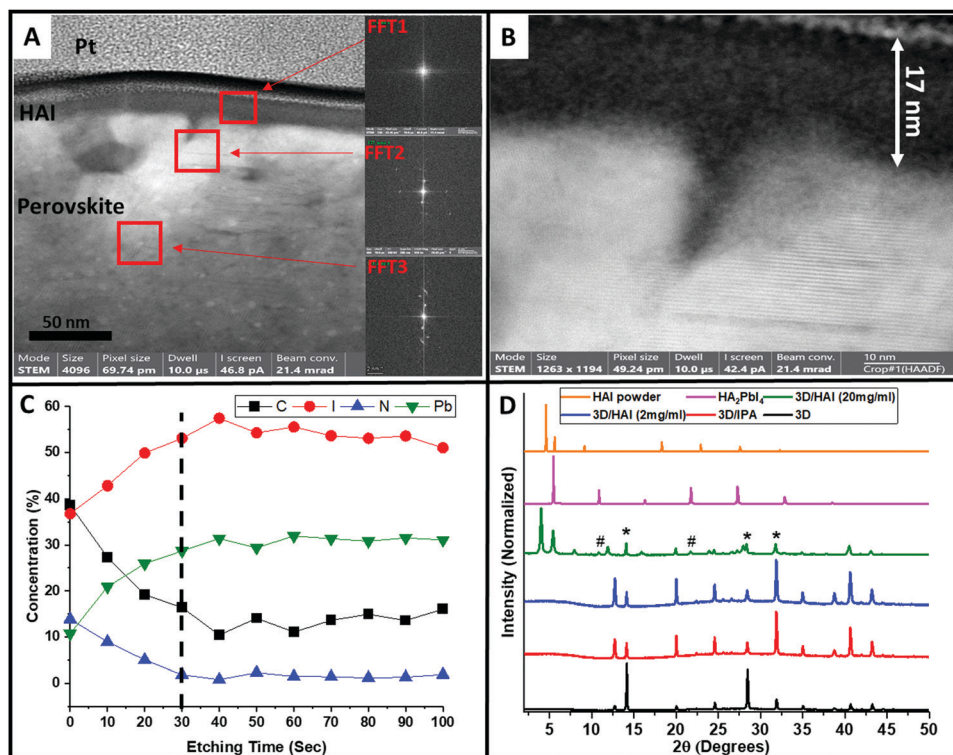 A
Pt
HAI
Perovskite
50 nm
FFT1
FFT2
FFT3
Mode Size Pixel size Dwell I screen Beam conv.
STEM 4096 69.74 pm 10.0 µs 46.8 pA 21.4 mrad
B
17 nm
Mode Size Pixel size Dwell I screen Beam conv. 10 nm
STEM 1263 x 1194 49.24 pm 10.0 µs 42.4 pA 21.4 mrad Crop#1(HAADF)
C
C I N Pb
Concentration (%)
60
50
40
30
20
10
0
0 10 20 30 40 50 60 70 80 90 100
Etching Time (Sec)
D
HAI powder HA2PbI4 3D/HAI (20mg/ml)
3D/HAI (2mg/ml) 3D/IPA 3D
Intensity (Normalized)
# * # * *
5 10 15 20 25 30 35 40 45 50
2θ (Degrees)